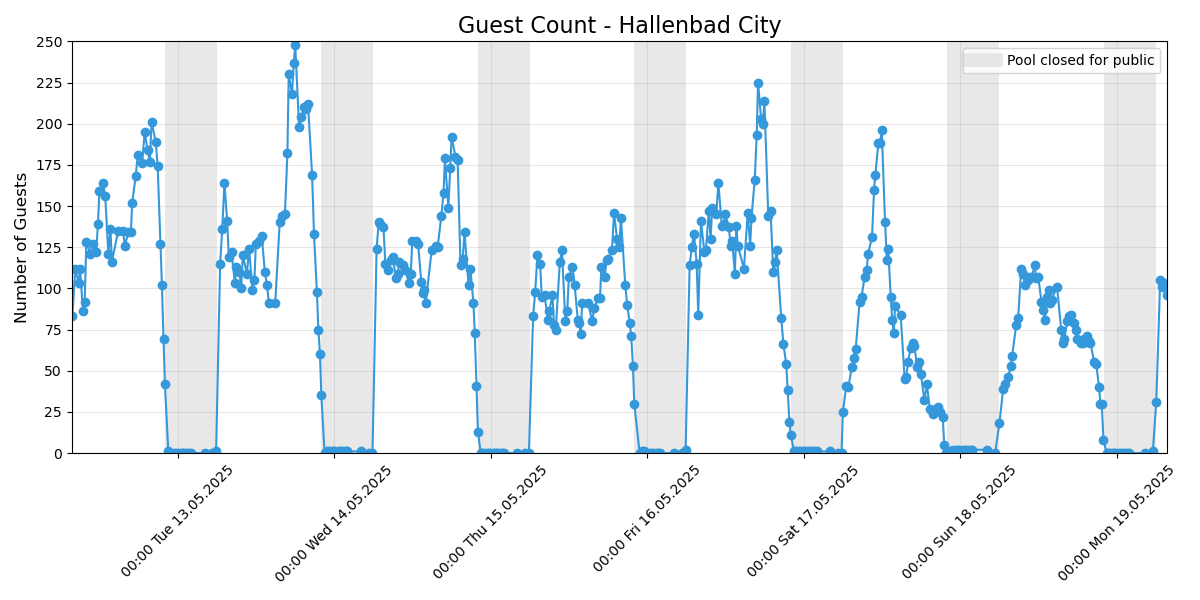 Guest Count - Hallenbad City
Pool closed for public
Number of Guests
250
225
200
175
150
125
100
75
50
25
0
00:00 Tue 13.05.2025
00:00 Wed 14.05.2025
00:00 Thu 15.05.2025
00:00 Fri 16.05.2025
00:00 Sat 17.05.2025
00:00 Sun 18.05.2025
00:00 Mon 19.05.2025